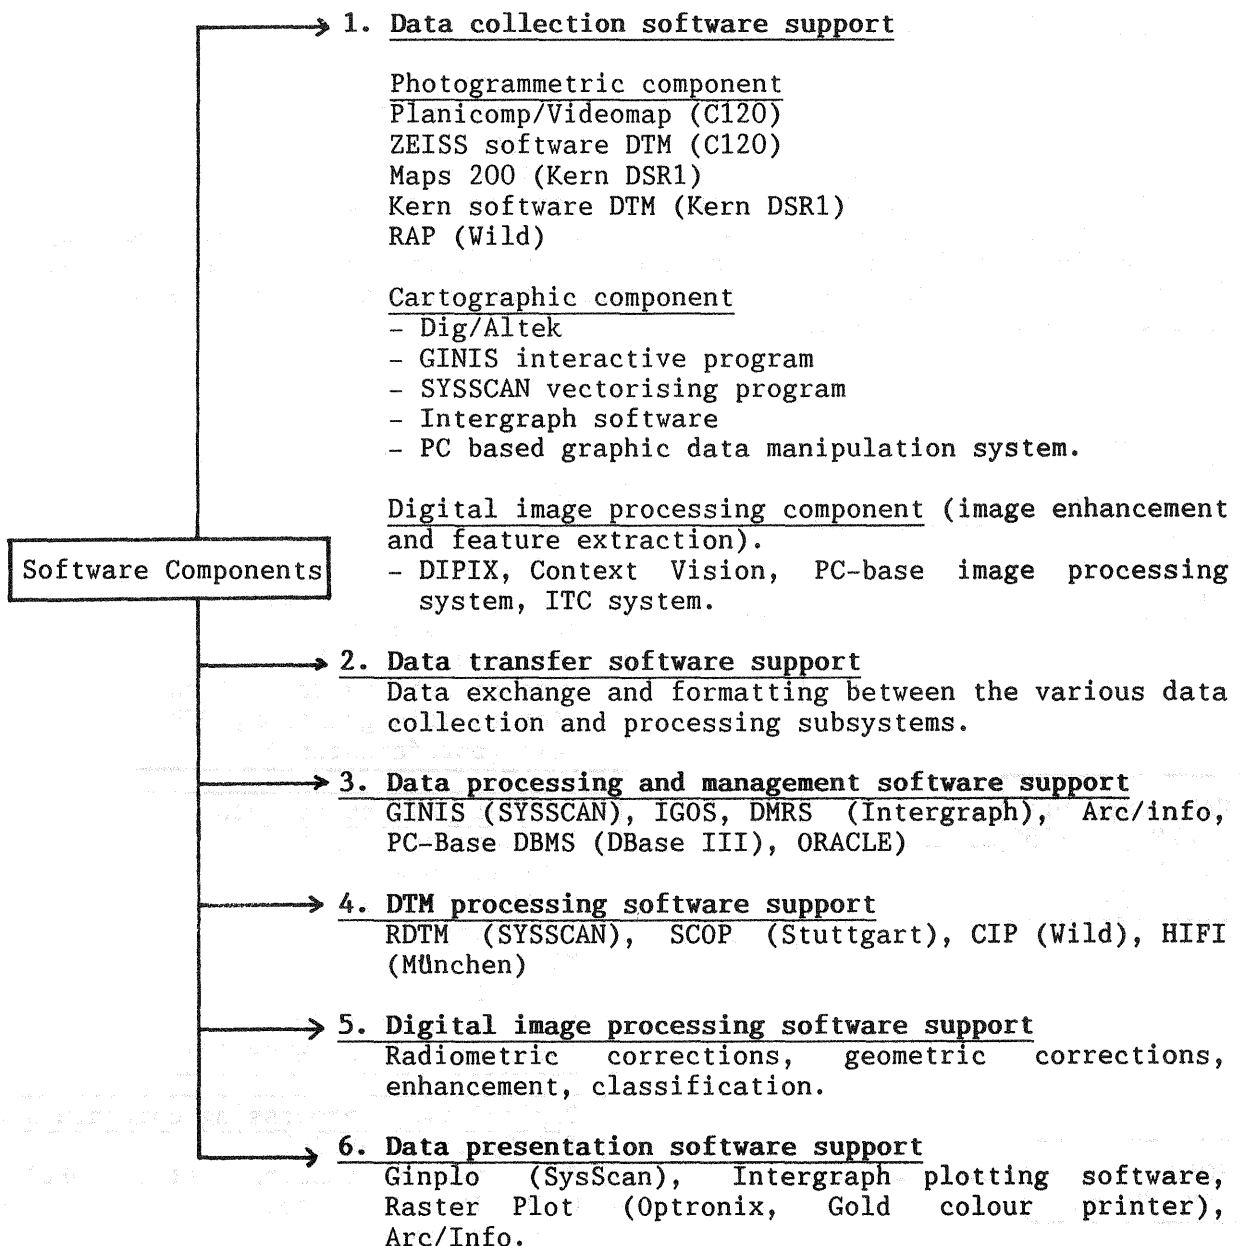 1. Data collection software support
Photogrammetric component
Planicomp/Videomap (C120)
ZEISS software DTM (C120)
Maps 200 (Kern DSR1)
Kern software DTM (Kern DSR1)
RAP (Wild)
Cartographic component
- Dig/Altek
- GINIS interactive program
- SYSSCAN vectorising program
- Intergraph software
- PC based graphic data manipulation system.
Digital image processing component (image enhancement
and feature extraction).
Software Components
- DIPIX, Context Vision, PC-base image processing
system, ITC system.
2. Data transfer software support
Data exchange and formatting between the various data
collection and processing subsystems.
3. Data processing and management software support
GINIS (SYSSCAN), IGOS, DMRS (Intergraph), Arc/info,
PC-Base DBMS (DBase III), ORACLE)
4. DTM processing software support
RDTM (SYSSCAN), SCOP (Stuttgart), CIP (Wild), HIFI
(München)
5. Digital image processing software support
Radiometric corrections, geometric corrections,
enhancement, classification.
6. Data presentation software support
Ginplo (SysScan), Intergraph plotting software,
Raster Plot (Optronix, Gold colour printer),
Arc/Info.